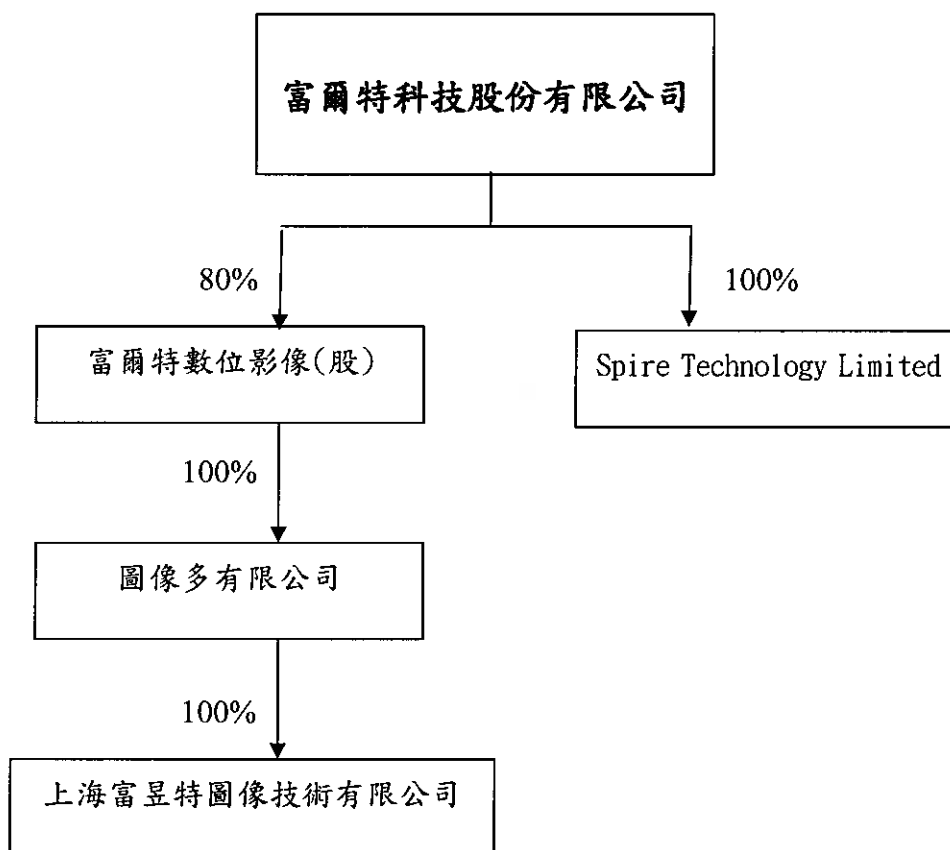 富爾特科技股份有限公司
80%
100%
富爾特數位影像(股)
Spire Technology Limited
100%
圖像多有限公司
100%
上海富昱特圖像技術有限公司